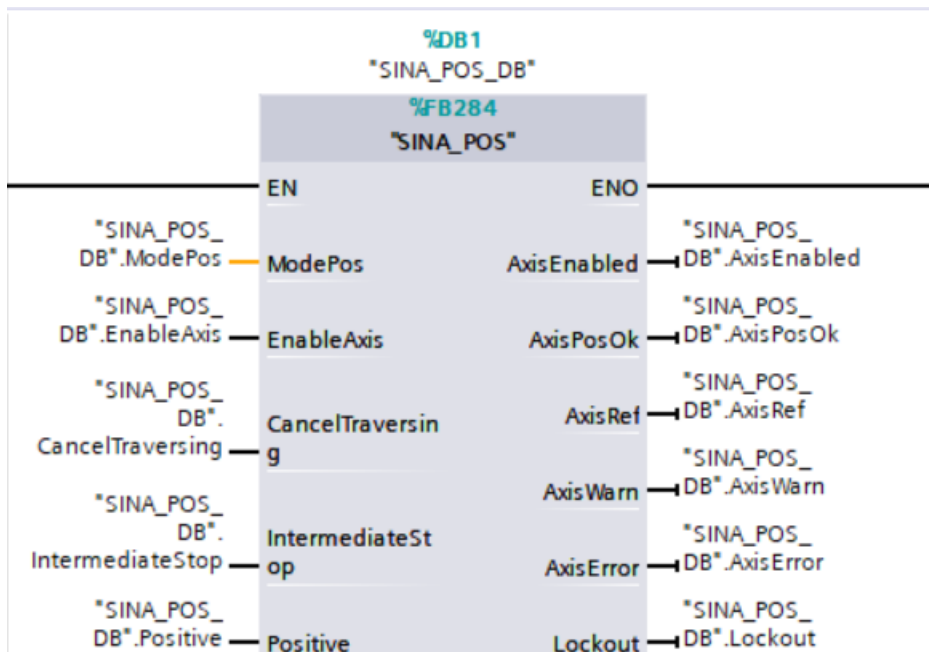 %DB1
"SINA_POS_DB"
%FB284
"SINA_POS"
EN
ENO
"SINA_POS_
DB".ModePos
ModePos
AxisEnabled
"SINA_POS_
DB".AxisEnabled
"SINA_POS_
DB".EnableAxis
EnableAxis
AxisPosOk
"SINA_POS_
DB".AxisPosOk
"SINA_POS_
DB".
CancelTraversing
CancelTraversin
g
AxisRef
"SINA_POS_
DB".AxisRef
AxisWarn
"SINA_POS_
DB".AxisWarn
"SINA_POS_
DB".
IntermediateStop
IntermediateSt
op
AxisError
"SINA_POS_
DB".AxisError
"SINA_POS_
DB".Positive
Positive
Lockout
"SINA_POS_
DB".Lockout